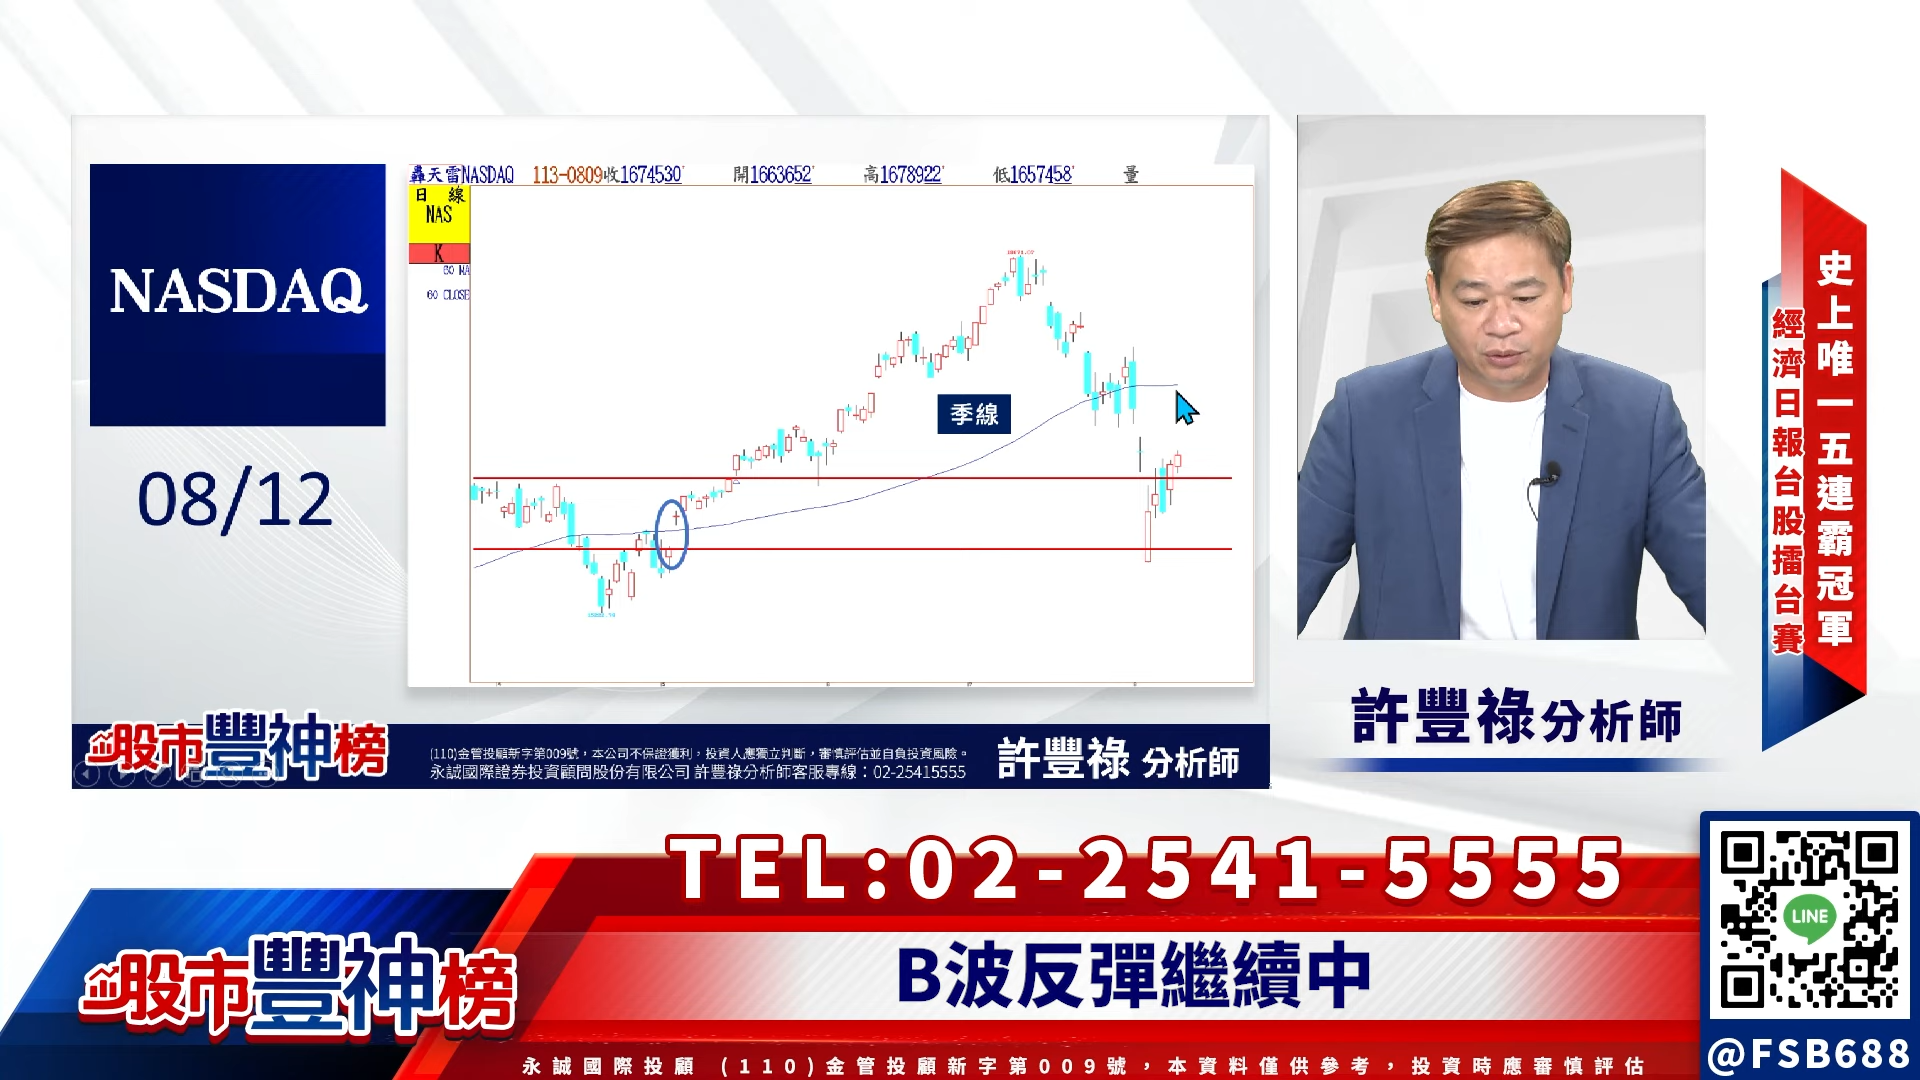 轟天雷NASDAQ 113-0809收1674530' 開1663652' 高1678922' 低1657458' 量
日 線
NAS
K
60 MA
60 CLOSE
NASDAQ
08/12
季線
股市豐神榜
(110)金管投顧新字第009號，本公司不保證獲利，投資人應獨立判斷，審慎評估並自負投資風險。
永誠國際證券投資顧問股份有限公司 許豐祿分析師客服專線：02-25415555
許豐祿 分析師
許豐祿分析師
史上唯一五連霸冠軍
經濟日報台股擂台賽
TEL:02-2541-5555
股市豐神榜
B波反彈繼續中
LINE
@FSB688
永誠國際投顧 (110)金管投顧新字第009號，本資料僅供參考，投資時應審慎評估